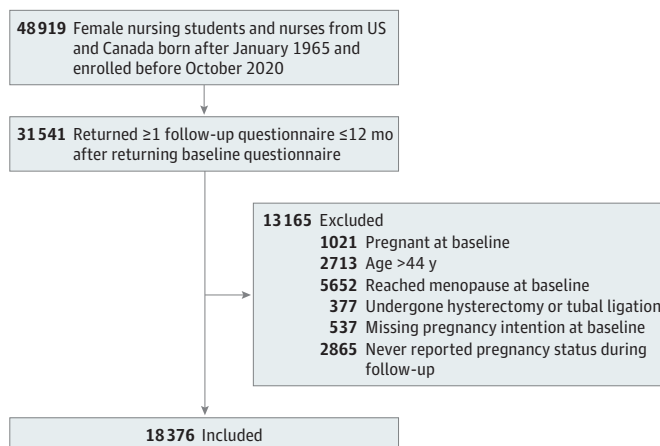 48919 Female nursing students and nurses from US
and Canada born after January 1965 and
enrolled before October 2020
31541 Returned ≥1 follow-up questionnaire ≤12 mo
after returning baseline questionnaire
13165 Excluded
1021 Pregnant at baseline
2713 Age >44 y
5652 Reached menopause at baseline
377 Undergone hysterectomy or tubal ligation
537 Missing pregnancy intention at baseline
2865 Never reported pregnancy status during
follow-up
18376 Included